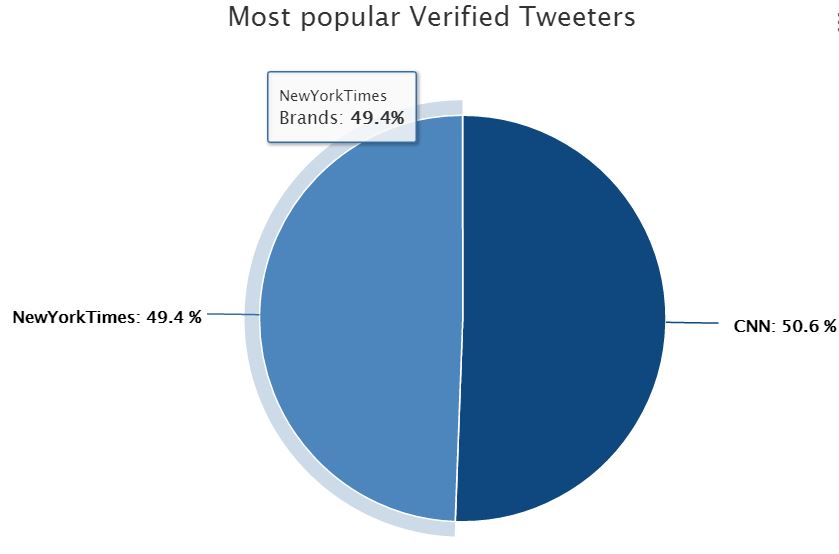 Most popular Verified Tweeters
NewYorkTimes
Brands: 49.4%
NewYorkTimes: 49.4 %
CNN: 50.6 %